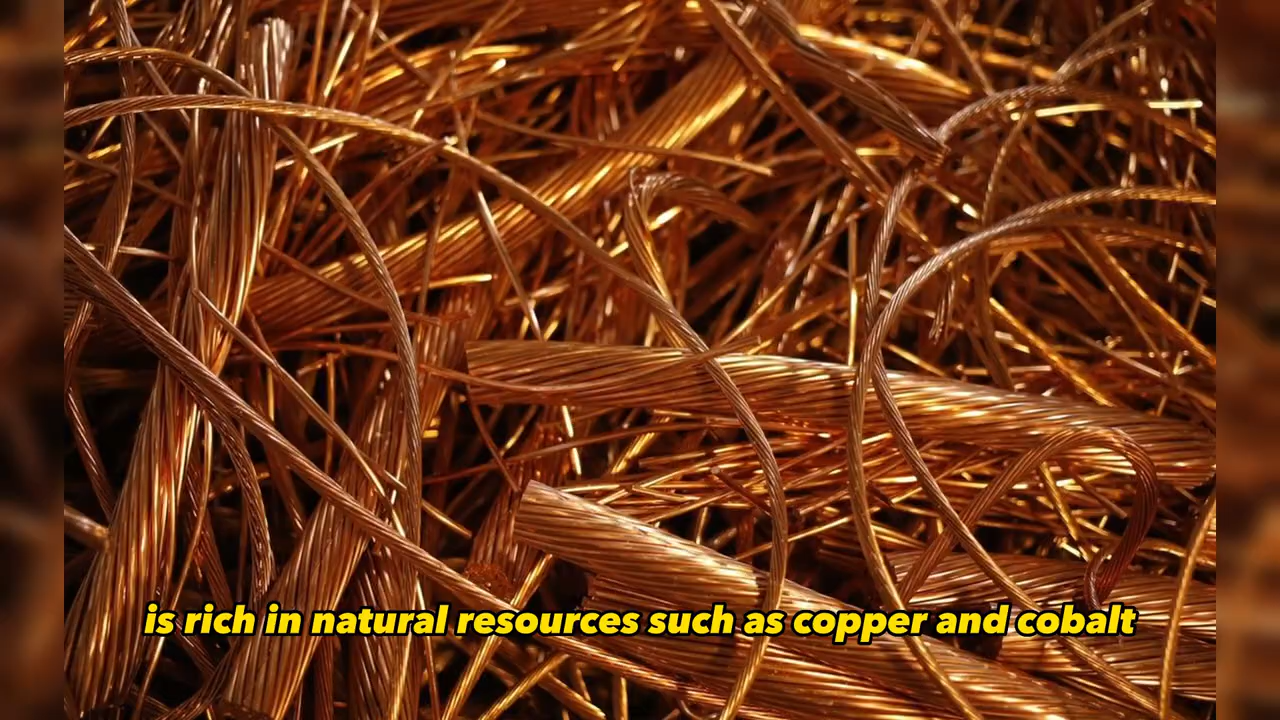 is rich in natural resources such as copper and cobalt